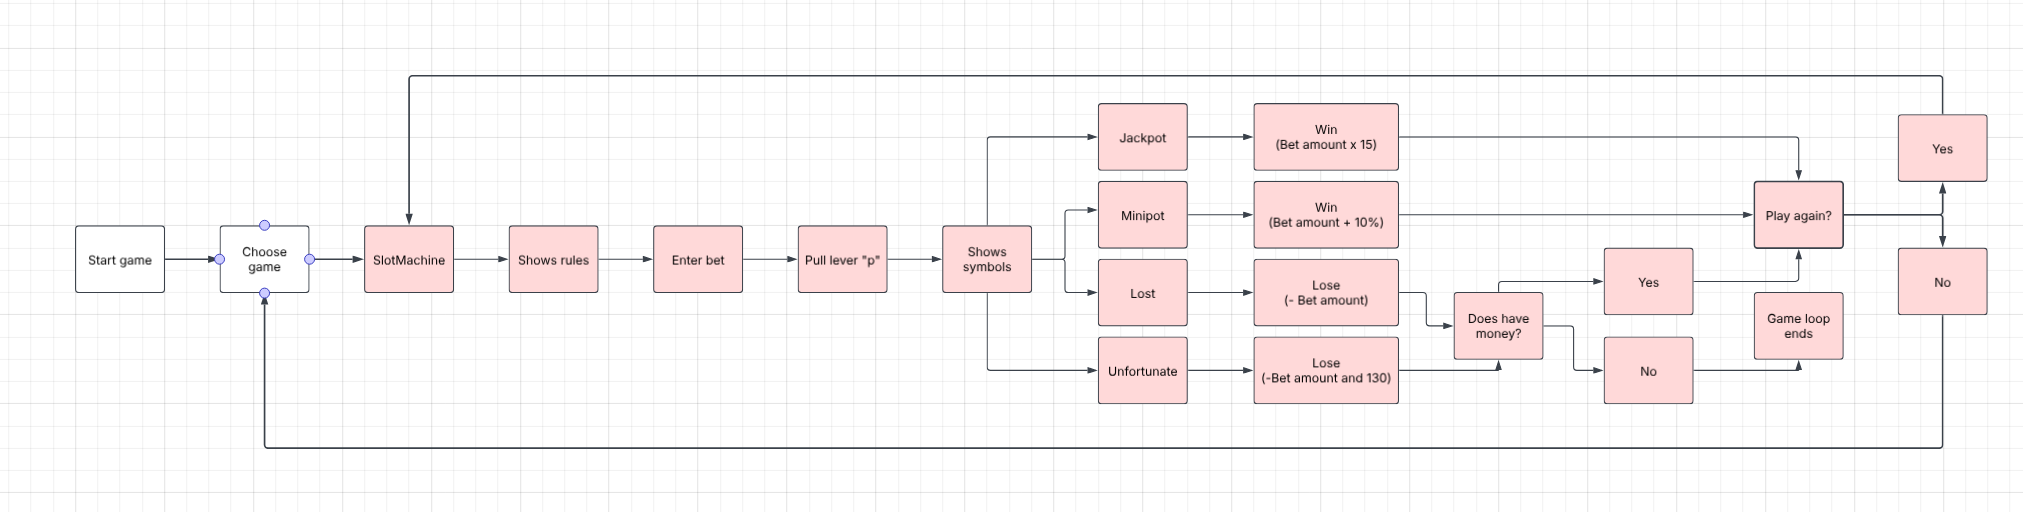 Start game
Choose
game
SlotMachine
Shows rules
Enter bet
Pull lever "p"
Shows
symbols
Jackpot
Win
(Bet amount x 15)
Minipot
Win
(Bet amount + 10%)
Lost
Lose
(- Bet amount)
Unfortunate
Lose
(-Bet amount and 130)
Does have
money?
Yes
No
Play again?
Game loop
ends
Yes
No